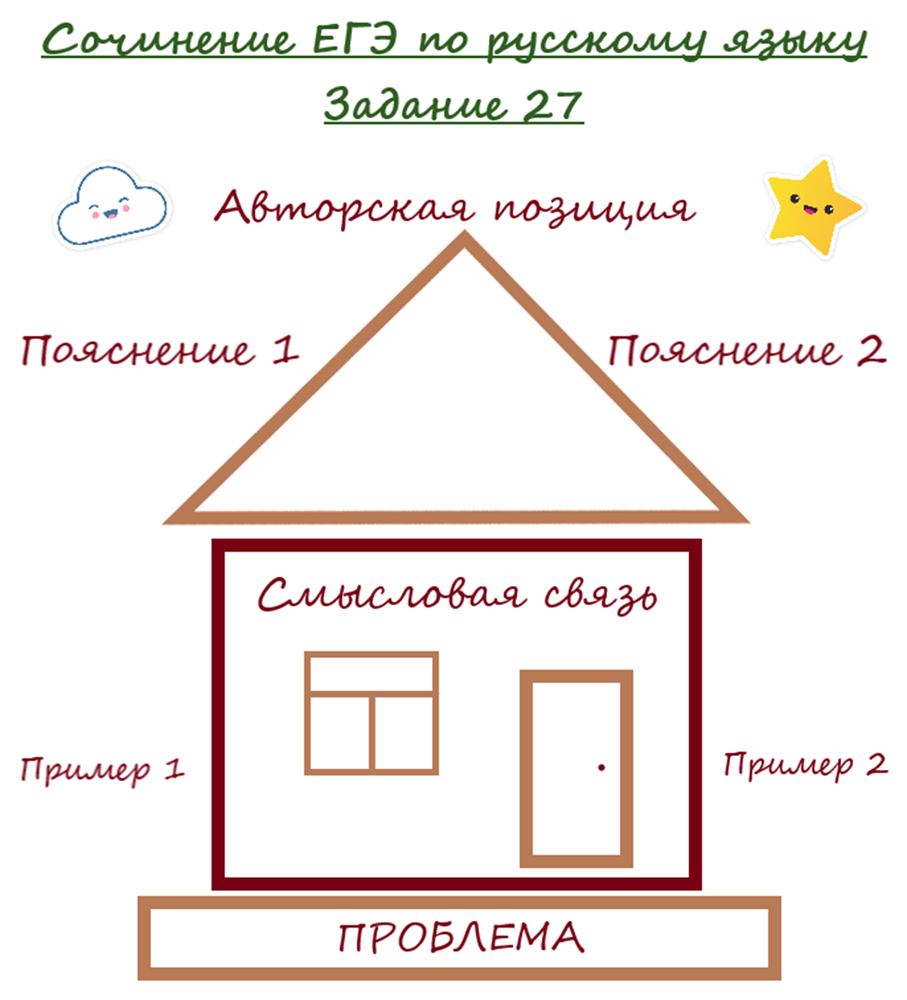 Сочинение ЕГЭ по русскому языку
Задание 27
Авторская позиция
Пояснение 1
Пояснение 2
Смысловая связь
Пример 1
Пример 2
ПРОБЛЕМА